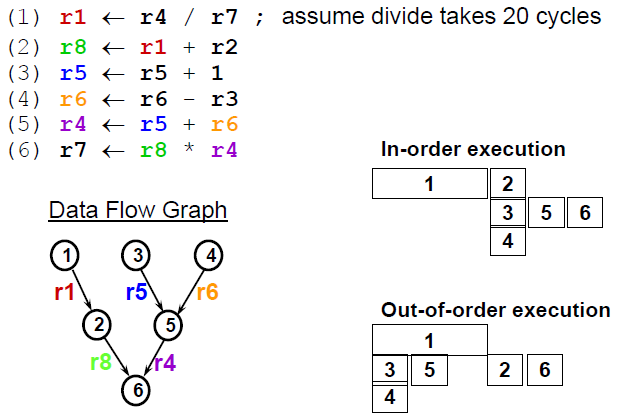 (1) r1 ← r4 / r7 ; assume divide takes 20 cycles
(2) r8 ← r1 + r2
(3) r5 ← r5 + 1
(4) r6 ← r6 - r3
(5) r4 ← r5 + r6
(6) r7 ← r8 * r4
Data Flow Graph
1 3 4
r1 r5 r6
2 5
r8 r4
6
In-order execution
1 2
3 5 6
4
Out-of-order execution
1
3 5 2 6
4